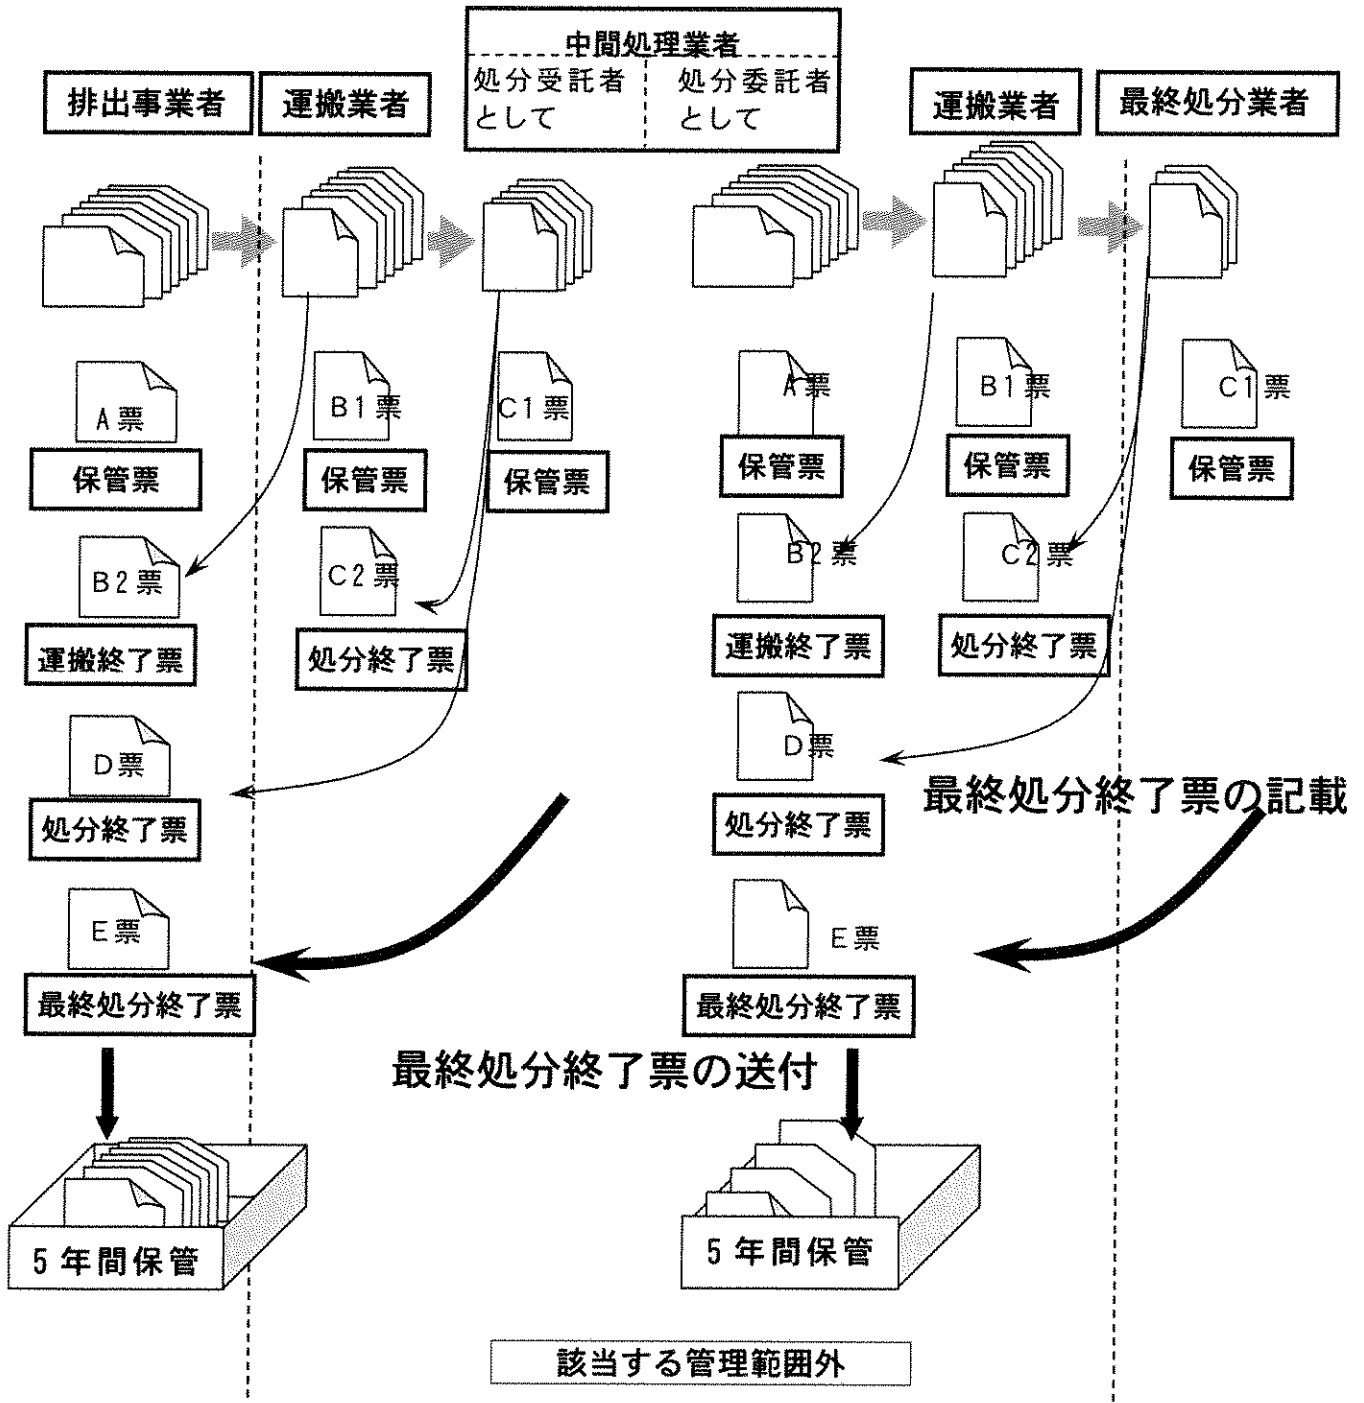 中間処理業者
処分受託者
として
処分委託者
として
排出事業者
運搬業者
運搬業者
最終処分業者
A票
保管票
B1票
保管票
C1票
保管票
A票
保管票
B1票
保管票
C1票
保管票
B2票
運搬終了票
C2票
処分終了票
B2票
運搬終了票
C2票
処分終了票
D票
処分終了票
D票
処分終了票
最終処分終了票の記載
E票
最終処分終了票
E票
最終処分終了票
最終処分終了票の送付
5年間保管
5年間保管
該当する管理範囲外